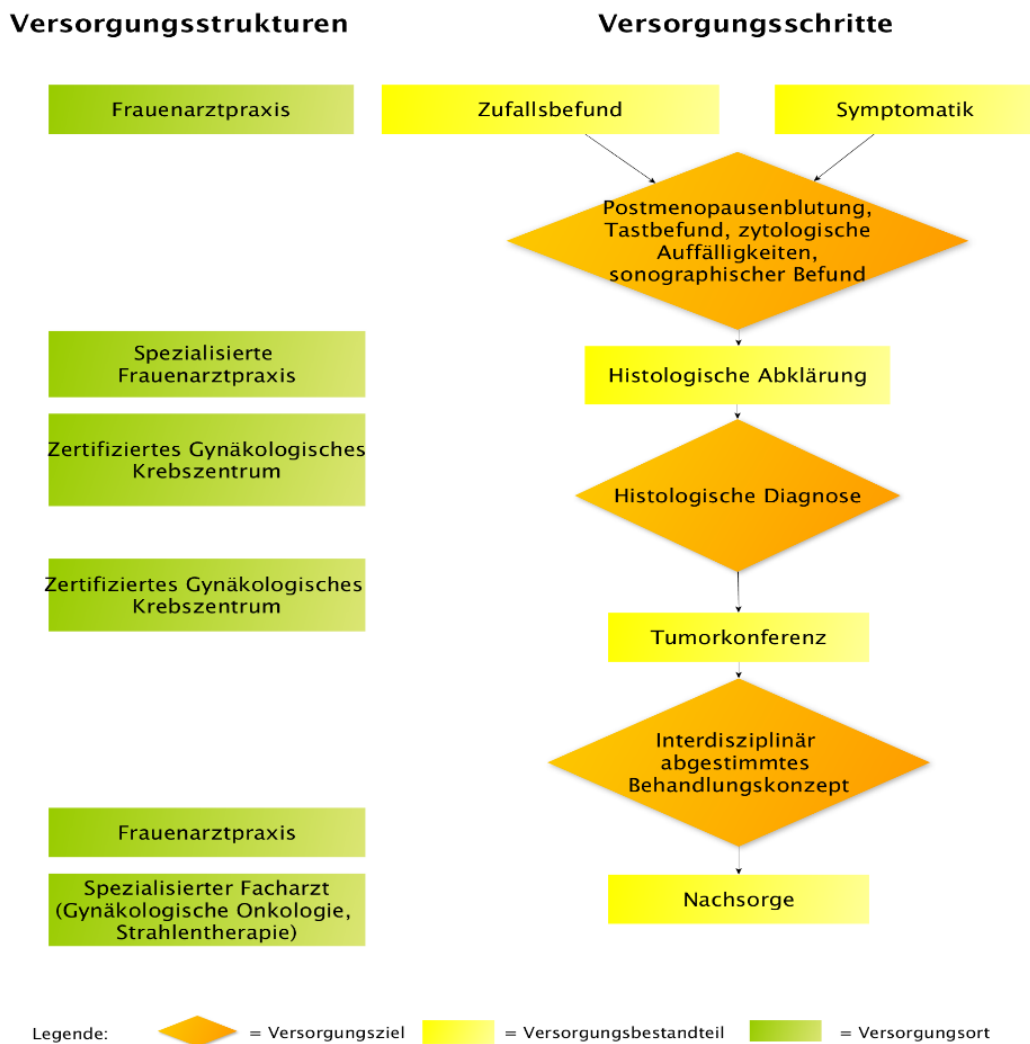 Versorgungsstrukturen
Versorgungsschritte
Frauenarztpraxis
Zufallsbefund
Symptomatik
Postmenopausenblutung,
Tastbefund, zytologische
Auffälligkeiten,
sonographischer Befund
Spezialisierte
Frauenarztpraxis
Histologische Abklärung
Zertifiziertes Gynäkologisches
Krebszentrum
Histologische Diagnose
Zertifiziertes Gynäkologisches
Krebszentrum
Tumorkonferenz
Interdisziplinär
abgestimmtes
Behandlungskonzept
Frauenarztpraxis
Spezialisierter Facharzt
(Gynäkologische Onkologie,
Strahlentherapie)
Nachsorge
Legende:
= Versorgungsziel
= Versorgungsbestandteil
= Versorgungsort